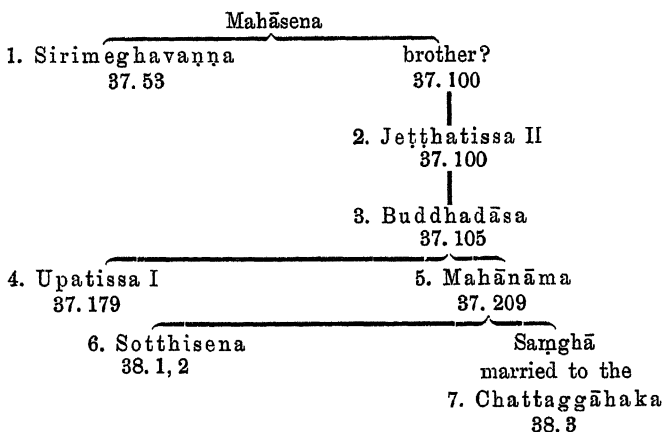 Mahāsena
1. Sirimeghavaṇṇa brother?
37. 53 37. 100
2. Jeṭṭhatissa II
37. 100
3. Buddhadāsa
37. 105
4. Upatissa I 5. Mahānāma
37. 179 37. 209
6. Sotthisena Saṃghā
38. 1, 2 married to the
7. Chattaggāhaka
38. 3